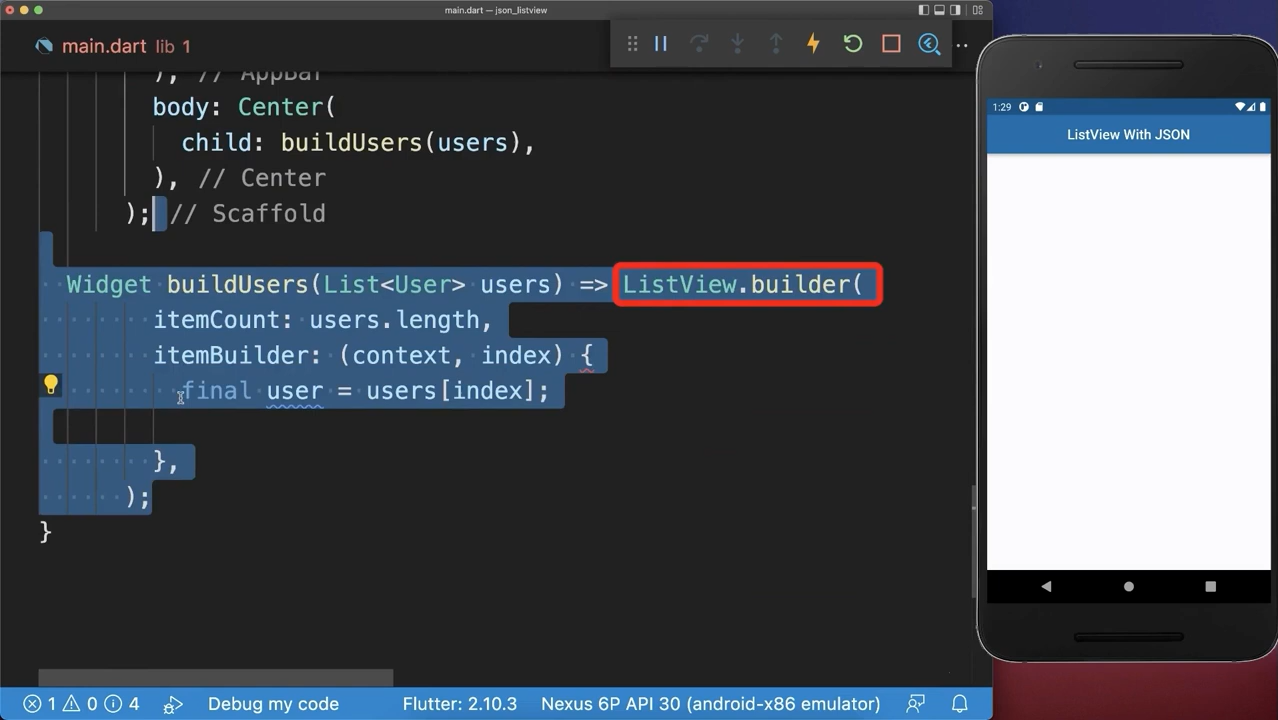 main.dart — json_listview
main.dart lib 1
), // AppBar
body: Center(
child: buildUsers(users),
), // Center
); // Scaffold
Widget buildUsers(List<User> users) => ListView.builder(
itemCount: users.length,
itemBuilder: (context, index) {
final user = users[index];
},
);
}
1 0 4 Debug my code Flutter: 2.10.3 Nexus 6P API 30 (android-x86 emulator)
1:29
ListView With JSON